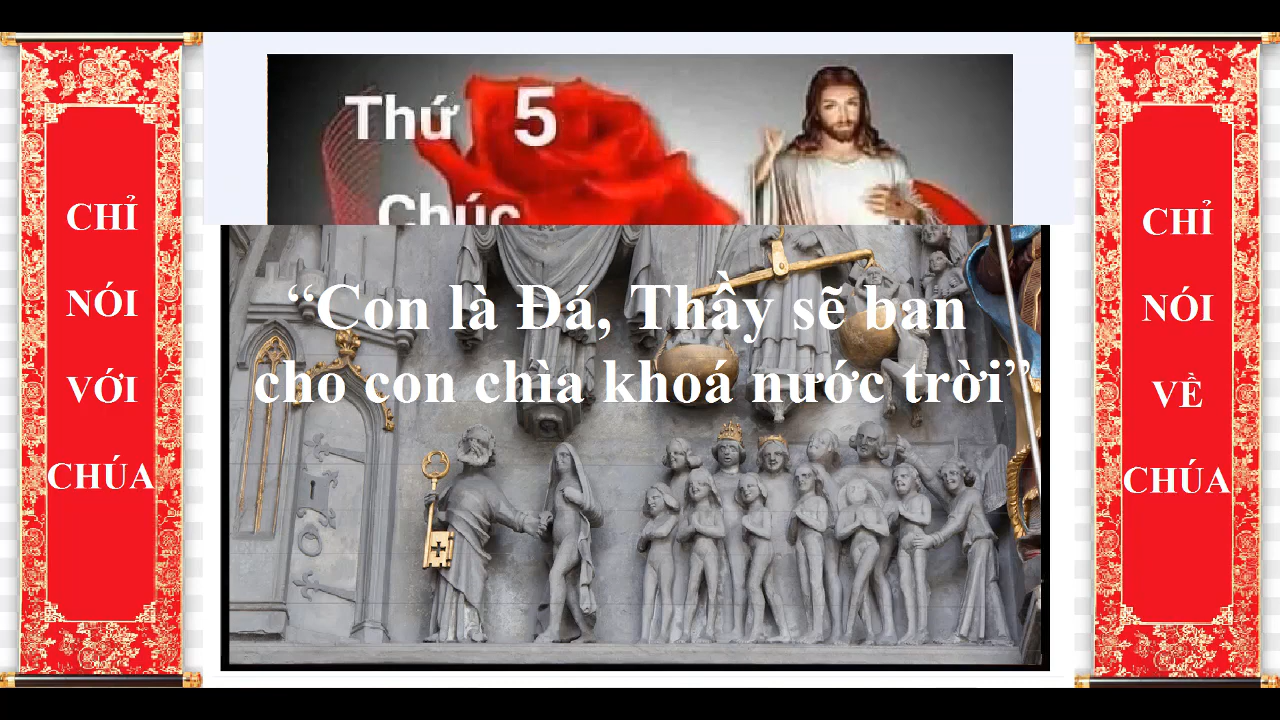 CHỈ
NÓI
VỚI
CHÚA
Thứ 5
Chúc
“Con là Đá, Thầy sẽ ban
cho con chìa khoá nước trời”
CHỈ
NÓI
VỀ
CHÚA